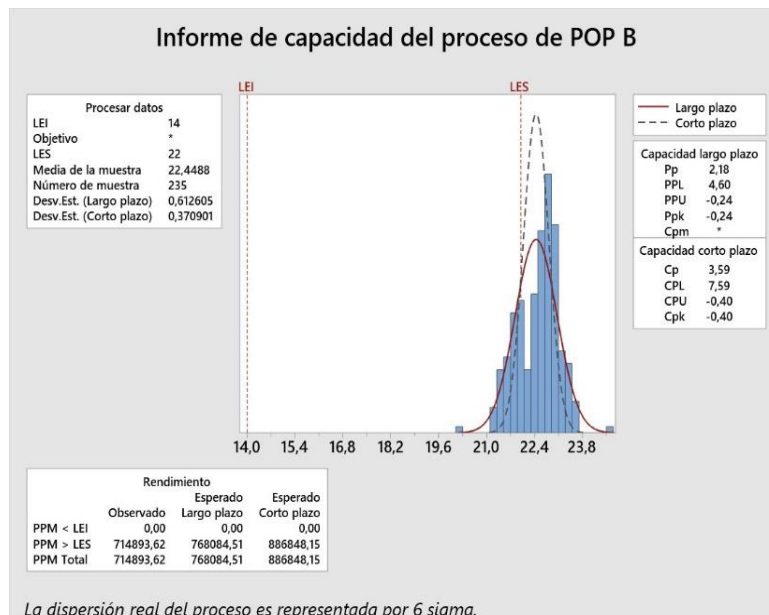 Informe de capacidad del proceso de POP B
LEI LES
Procesar datos
LEI 14
Objetivo *
LES 22
Media de la muestra 22,4488
Número de muestra 235
Desv.Est. (Largo plazo) 0,612605
Desv.Est. (Corto plazo) 0,370901
Largo plazo
Corto plazo
Capacidad largo plazo
Pp 2,18
PPL 4,60
PPU -0,24
Ppk -0,24
Cpm *
Capacidad corto plazo
Cp 3,59
CPL 7,59
CPU -0,40
Cpk -0,40
14,0 15,4 16,8 18,2 19,6 21,0 22,4 23,8
Rendimiento
Esperado Esperado
Observado Largo plazo Corto plazo
PPM < LEI 0,00 0,00 0,00
PPM > LES 714893,62 768084,51 886848,15
PPM Total 714893,62 768084,51 886848,15
La dispersión real del proceso es representada por 6 sigma.